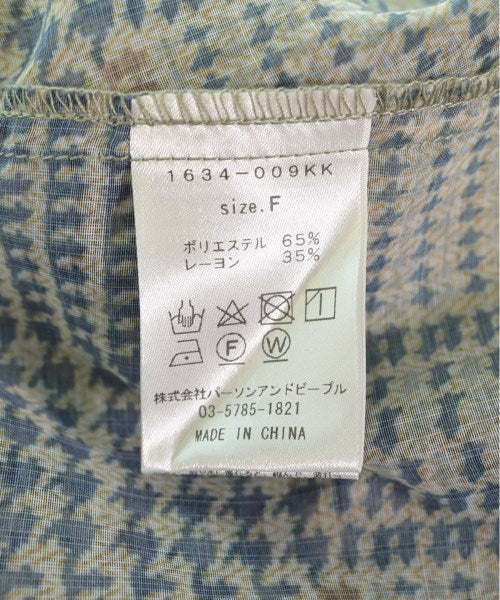 1634-009KK
size.F
ポリエステル 65%
レーヨン 35%
F W
株式会社パーソンアンドピープル
03-5785-1821
MADE IN CHINA